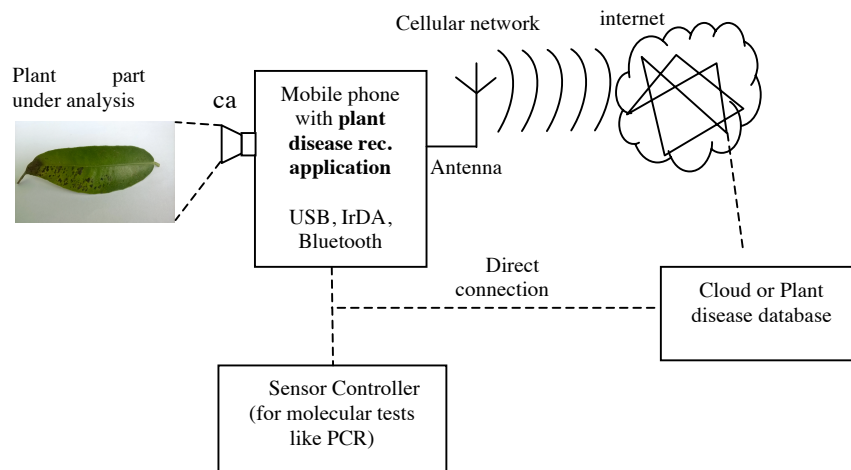 Cellular network
internet
Plant part
under analysis
ca
Mobile phone
with plant
disease rec.
application
USB, IrDA,
Bluetooth
Antenna
Direct
connection
Cloud or Plant
disease database
Sensor Controller
(for molecular tests
like PCR)